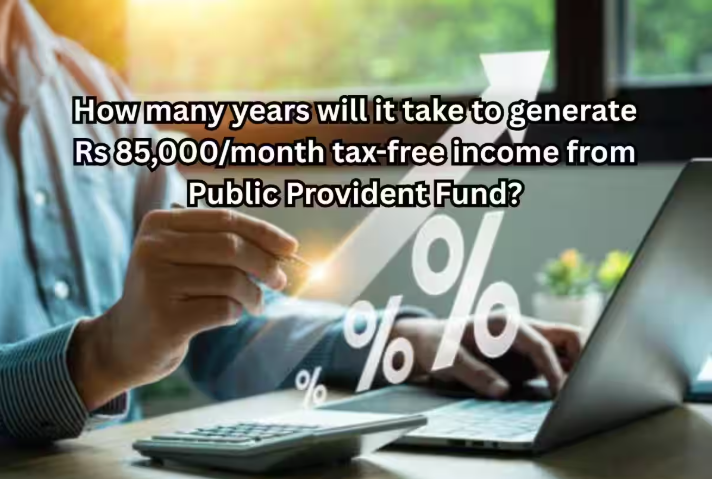 How many years will it take to generate
Rs 85,000/month tax-free income from
Public Provident Fund?
%
%
%